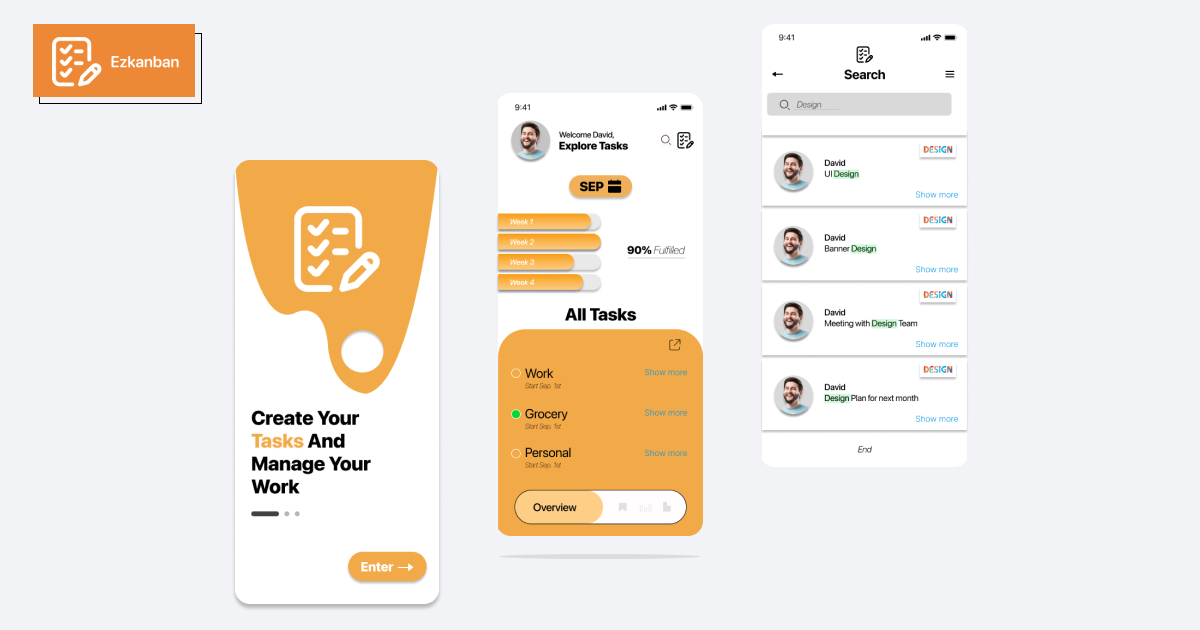 Ezkanban
Create Your
Tasks And
Manage Your
Work
Enter
9:41
Welcome David,
Explore Tasks
SEP
Week 1
Week 2
Week 3
Week 4
90% Fulfilled
All Tasks
Work
Show more
Start Sep. 1st
Grocery
Show more
Start Sep. 1st
Personal
Show more
Start Sep. 1st
Overview
9:41
Search
Design
DESIGN
David
UI Design
Show more
DESIGN
David
Banner Design
Show more
DESIGN
David
Meeting with Design Team
Show more
DESIGN
David
Design Plan for next month
Show more
End